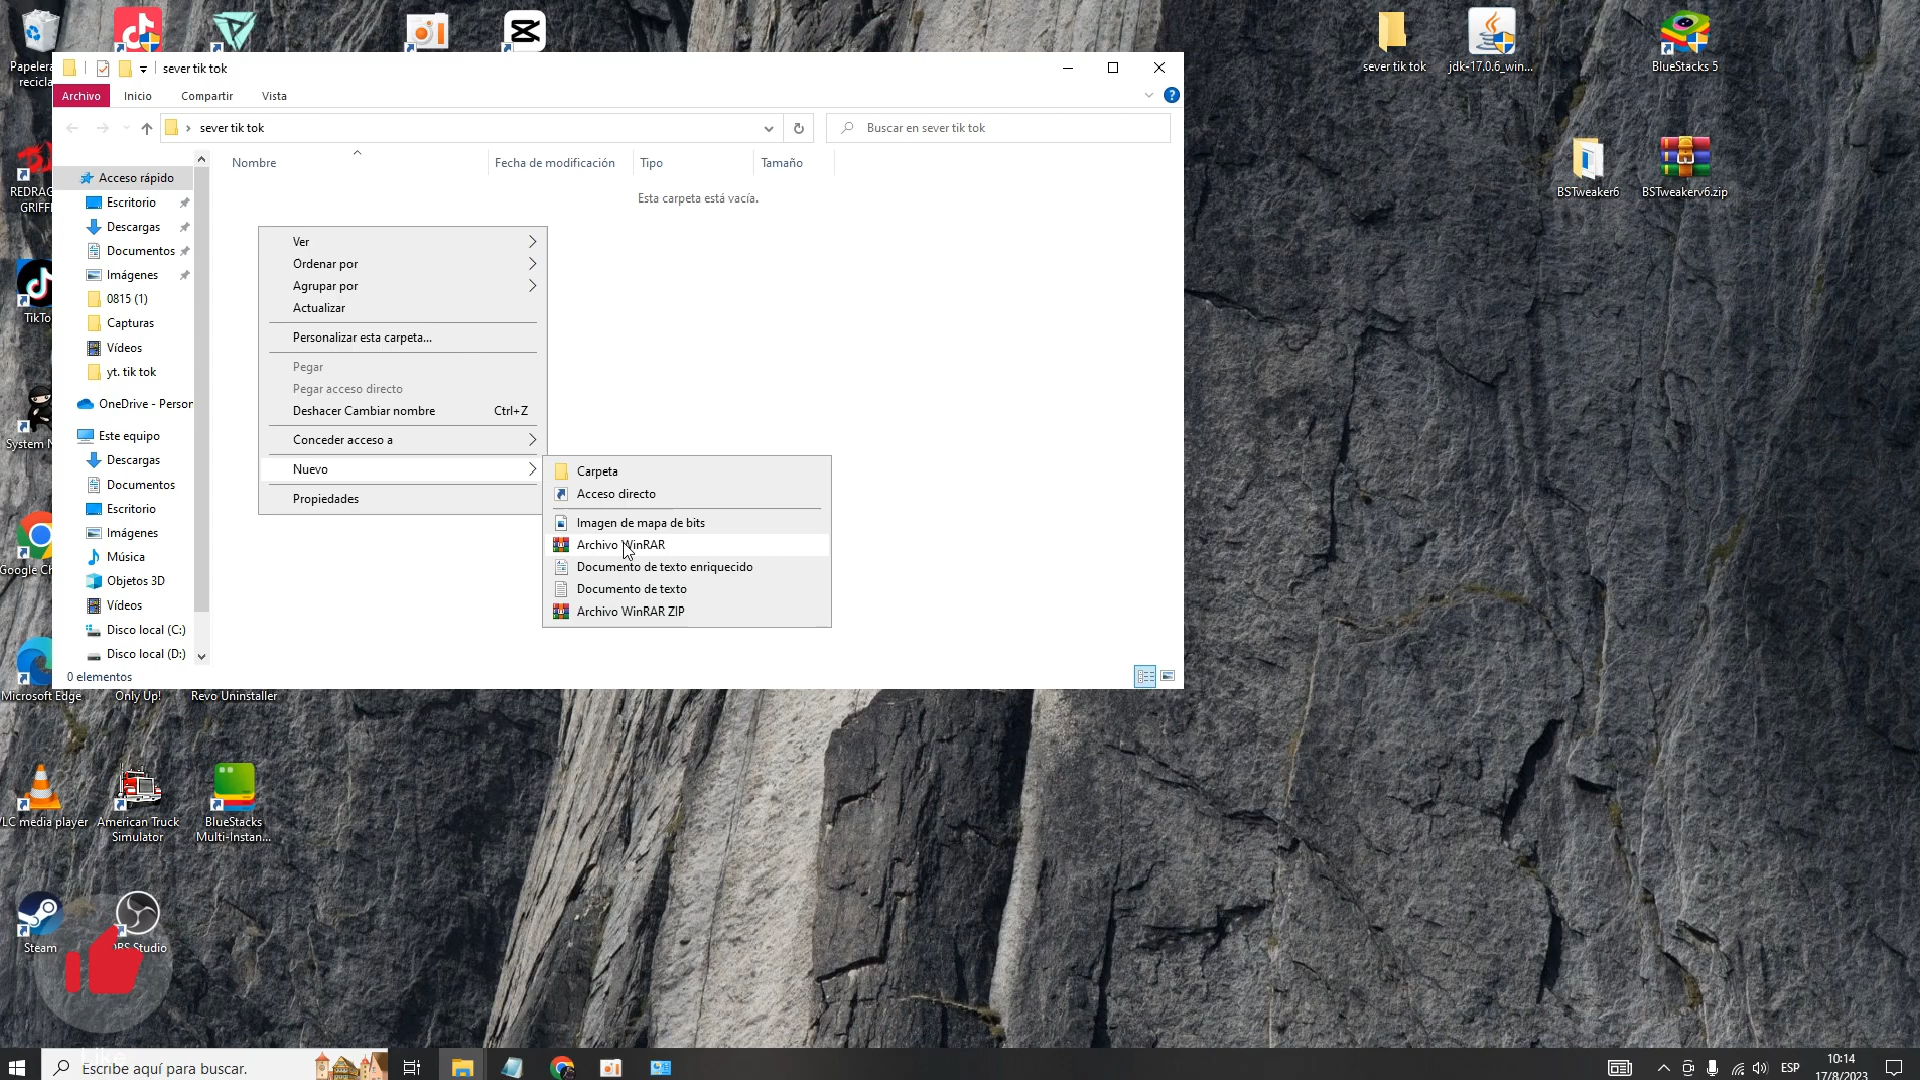 Papelera
recicla
sever tik tok
Archivo
Inicio
Compartir
Vista
sever tik tok
Buscar en sever tik tok
Nombre
Fecha de modificación
Tipo
Tamaño
Esta carpeta está vacía.
Acceso rápido
Escritorio
Descargas
Documentos
Imágenes
0815 (1)
Capturas
Vídeos
yt. tik tok
OneDrive - Person
Este equipo
Descargas
Documentos
Escritorio
Imágenes
Música
Objetos 3D
Vídeos
Disco local (C:)
Disco local (D:)
0 elementos
Ver
Ordenar por
Agrupar por
Actualizar
Personalizar esta carpeta...
Pegar
Pegar acceso directo
Deshacer Cambiar nombre Ctrl+Z
Conceder acceso a
Nuevo
Propiedades
Carpeta
Acceso directo
Imagen de mapa de bits
Archivo WinRAR
Documento de texto enriquecido
Documento de texto
Archivo WinRAR ZIP
sever tik tok
jdk-17.0.6_win...
BlueStacks 5
BSTweaker6
BSTweakerv6.zip
REDRAG
GRIFF
TikTo
System N
Google Ch
Microsoft Edge
Only Up!
Revo Uninstaller
VLC media player
American Truck
Simulator
BlueStacks
Multi-Instan...
Steam
OBS Studio
Escribe aquí para buscar.
ESP
10:14
17/8/2023